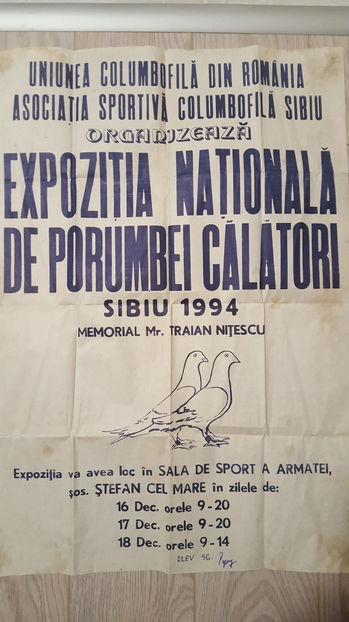 UNIUNEA COLUMBOFILĂ DIN ROMÂNIA
ASOCIAȚIA SPORTIVĂ COLUMBOFILĂ SIBIU
ORGANIZEAZĂ
EXPOZIȚIA NAȚIONALĂ
DE PORUMBEI CĂLĂTORI
SIBIU 1994
MEMORIAL Mr. TRAIAN NIȚESCU
Expoziția va avea loc în SALA DE SPORT A ARMATEI,
șos. ȘTEFAN CEL MARE în zilele de:
16 Dec. orele 9-20
17 Dec. orele 9-20
18 Dec. orele 9-14
ELEV SG.